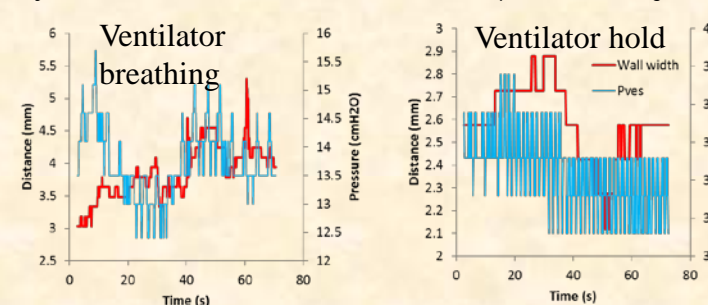 Ventilator
breathing
6
5.5
5
4.5
4
3.5
3
2.5
Distance (mm)
16
15.5
15
14.5
14
13.5
13
12.5
12
Pressure (cmH2O)
0 20 40 60 80
Time (s)
Ventilator hold
Wall width
Pves
3
2.9
2.8
2.7
2.6
2.5
2.4
2.3
2.2
2.1
2
Distance (mm)
0 20 40 60 80
Time (s)